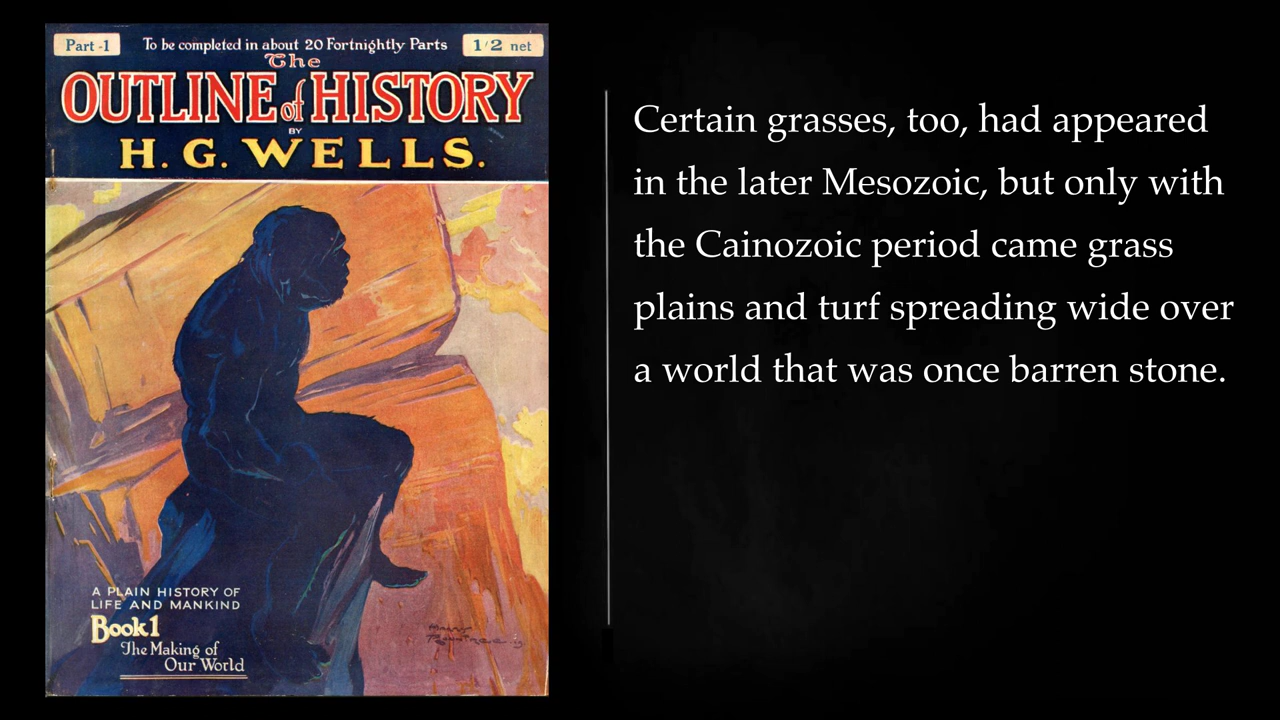 Part -1
To be completed in about 20 Fortnightly Parts
1/2 net
The
OUTLINE of HISTORY
BY
H. G. WELLS.
A PLAIN HISTORY OF
LIFE AND MANKIND
Book 1
The Making of
Our World
Certain grasses, too, had appeared
in the later Mesozoic, but only with
the Cainozoic period came grass
plains and turf spreading wide over
a world that was once barren stone.